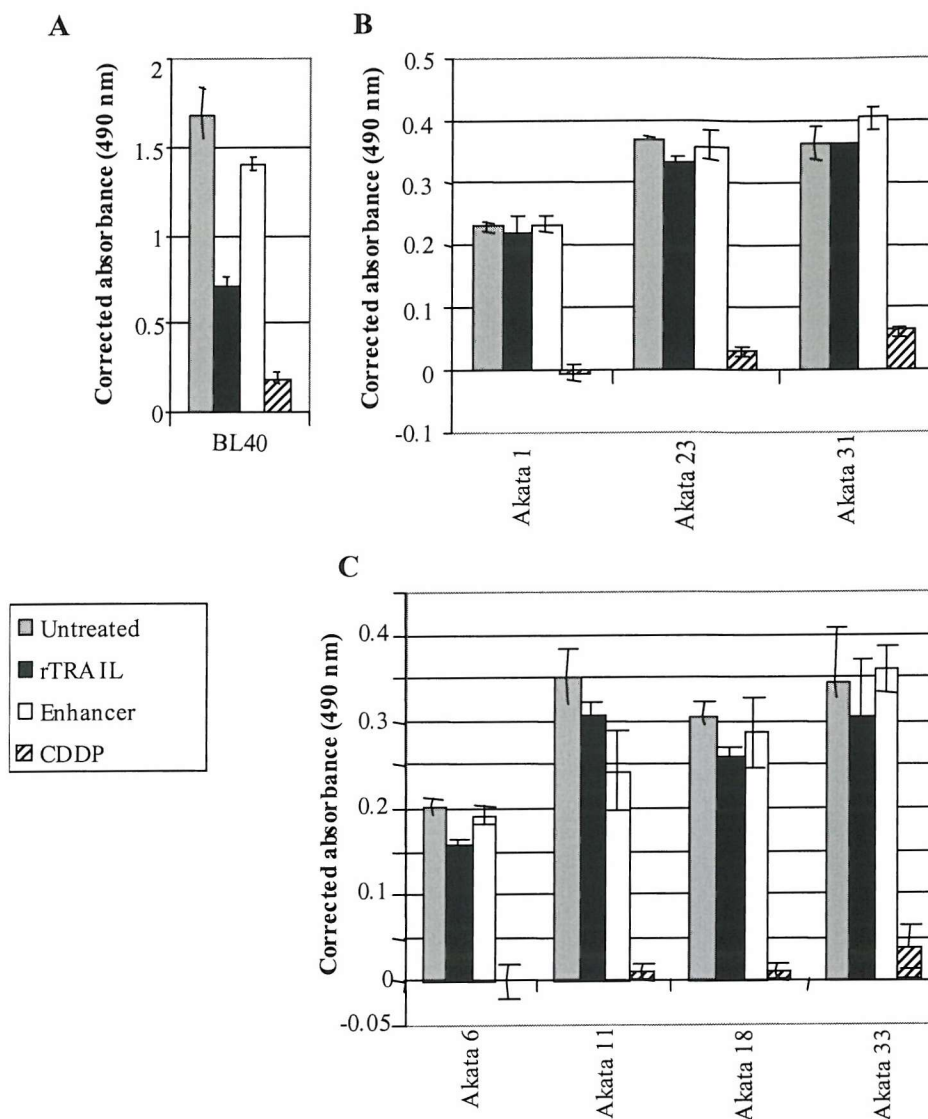 A
Corrected absorbance (490 nm)
2
1.5
1
0.5
0
BL40
B
Corrected absorbance (490 nm)
0.5
0.4
0.3
0.2
0.1
0
-0.1
Akata 1
Akata 23
Akata 31
Untreated
rTRAIL
Enhancer
CDDP
C
Corrected absorbance (490 nm)
0.4
0.3
0.2
0.1
0
-0.05
Akata 6
Akata 11
Akata 18
Akata 33